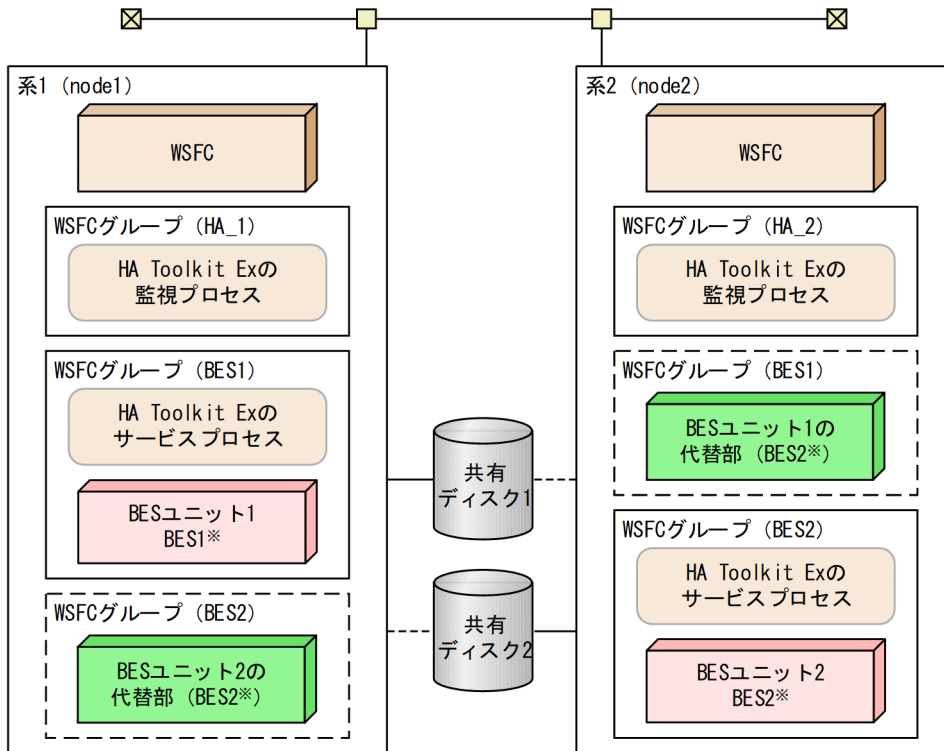 系1（node1）
WSFC
WSFCグループ（HA_1）
HA Toolkit Exの
監視プロセス
WSFCグループ（BES1）
HA Toolkit Exの
サービスプロセス
BESユニット1
BES1※
WSFCグループ（BES2）
BESユニット2の
代替部（BES2※）
共有
ディスク1
共有
ディスク2
系2（node2）
WSFC
WSFCグループ（HA_2）
HA Toolkit Exの
監視プロセス
WSFCグループ（BES1）
BESユニット1の
代替部（BES2※）
WSFCグループ（BES2）
HA Toolkit Exの
サービスプロセス
BESユニット2
BES2※